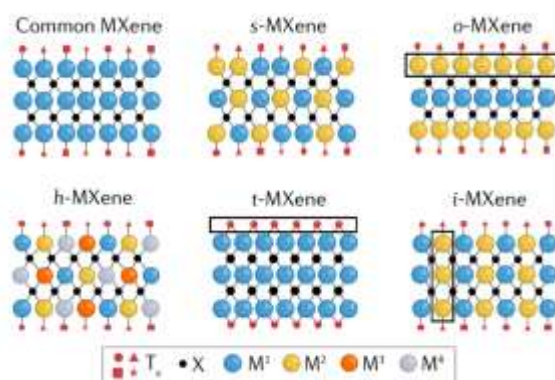 Common MXene
s-MXene
o-MXene
h-MXene
t-MXene
i-MXene
Tₓ X M¹ M² M³ M⁴